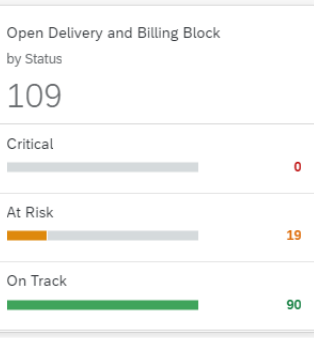 Open Delivery and Billing Block
by Status
109
Critical
0
At Risk
19
On Track
90